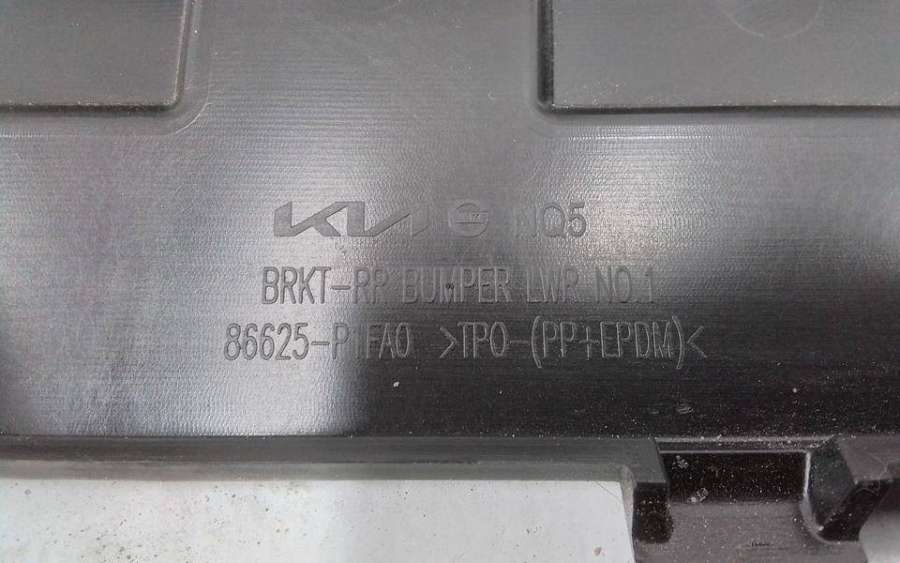 KIA NQ5
BRKT-RR BUMPER LWR NO.1
86625-P1FA0 >TPO-(PP+EPDM)<